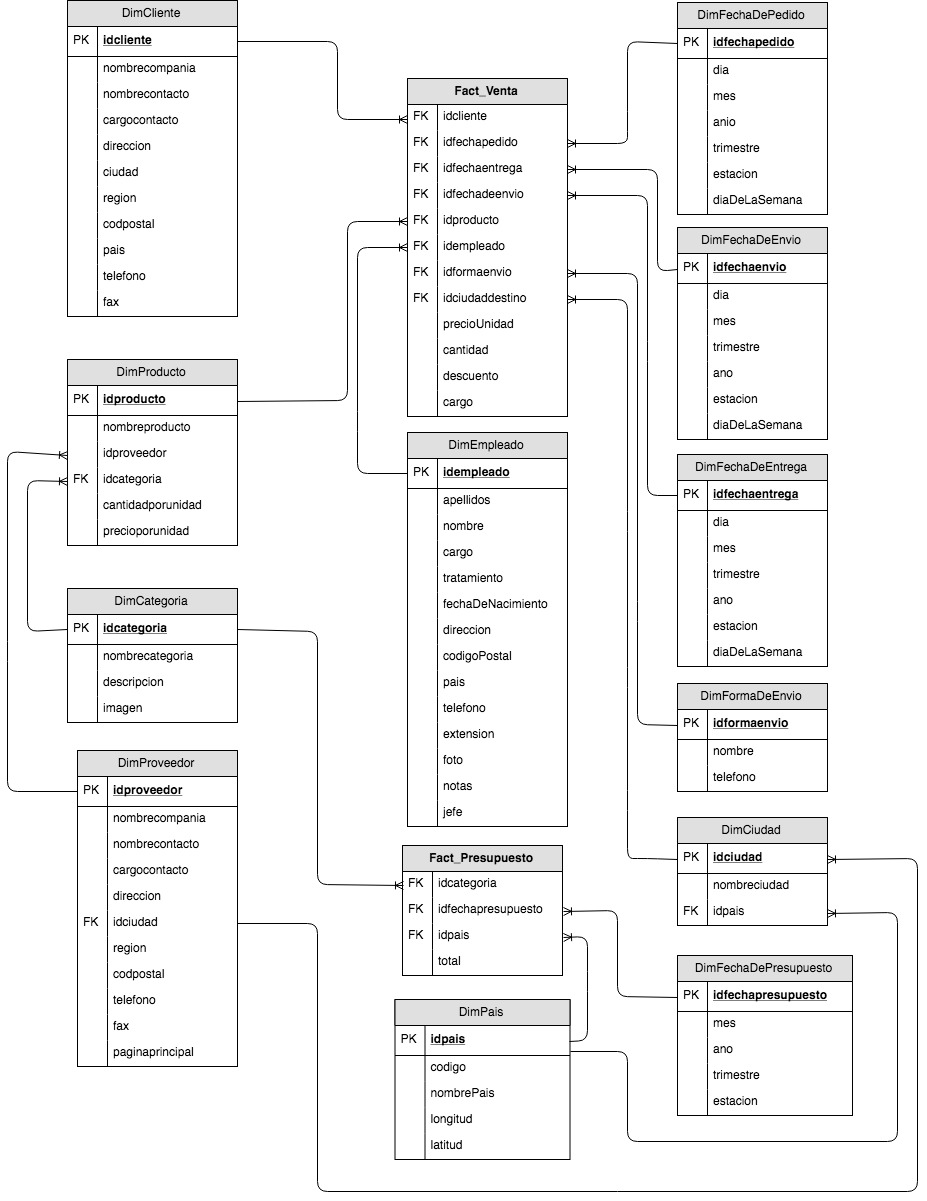 DimCliente
PK idcliente
nombrecompania
nombrecontacto
cargocontacto
direccion
ciudad
region
codpostal
pais
telefono
fax
DimProducto
PK idproducto
nombreproducto
idproveedor
FK idcategoria
cantidadporunidad
precioporunidad
DimCategoria
PK idcategoria
nombrecategoria
descripcion
imagen
DimProveedor
PK idproveedor
nombrecompania
nombrecontacto
cargocontacto
direccion
FK idciudad
region
codpostal
telefono
fax
paginaprincipal
Fact_Venta
FK idcliente
FK idfechapedido
FK idfechaentrega
FK idfechadeenvio
FK idproducto
FK idempleado
FK idformaenvio
FK idciudaddestino
precioUnidad
cantidad
descuento
cargo
DimEmpleado
PK idempleado
apellidos
nombre
cargo
tratamiento
fechaDeNacimiento
direccion
codigoPostal
pais
telefono
extension
foto
notas
jefe
Fact_Presupuesto
FK idcategoria
FK idfechapresupuesto
FK idpais
total
DimPais
PK idpais
codigo
nombrePais
longitud
latitud
DimFechaDePedido
PK idfechapedido
dia
mes
anio
trimestre
estacion
diaDeLaSemana
DimFechaDeEnvio
PK idfechaenvio
dia
mes
trimestre
ano
estacion
diaDeLaSemana
DimFechaDeEntrega
PK idfechaentrega
dia
mes
trimestre
ano
estacion
diaDeLaSemana
DimFormaDeEnvio
PK idformaenvio
nombre
telefono
DimCiudad
PK idciudad
nombreciudad
FK idpais
DimFechaDePresupuesto
PK idfechapresupuesto
mes
ano
trimestre
estacion